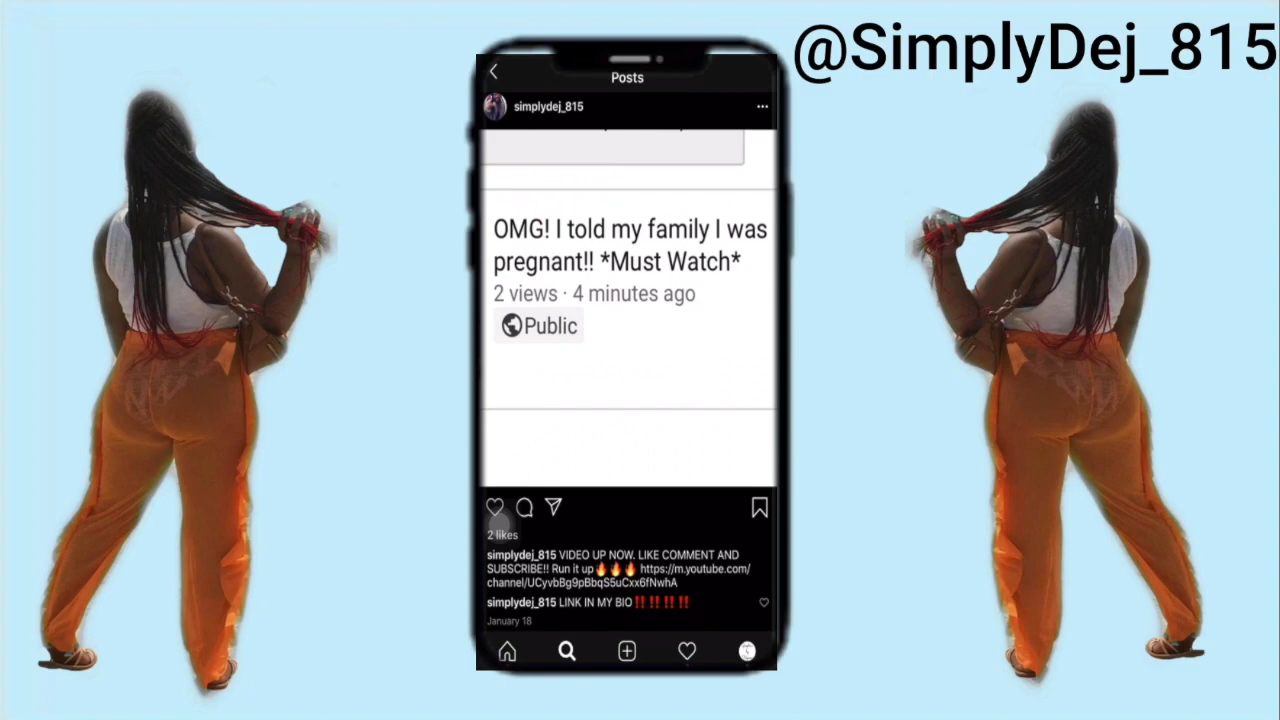 @SimplyDej_815
Posts
simplydej_815
OMG! I told my family I was
pregnant!! *Must Watch*
2 views · 4 minutes ago
Public
2 likes
simplydej_815 VIDEO UP NOW. LIKE COMMENT AND
SUBSCRIBE!! Run it up🔥🔥🔥 https://m.youtube.com/
channel/UCyvbBg9pBbqS5uCxx6fNwhA
simplydej_815 LINK IN MY BIO‼️‼️‼️‼️
January 18